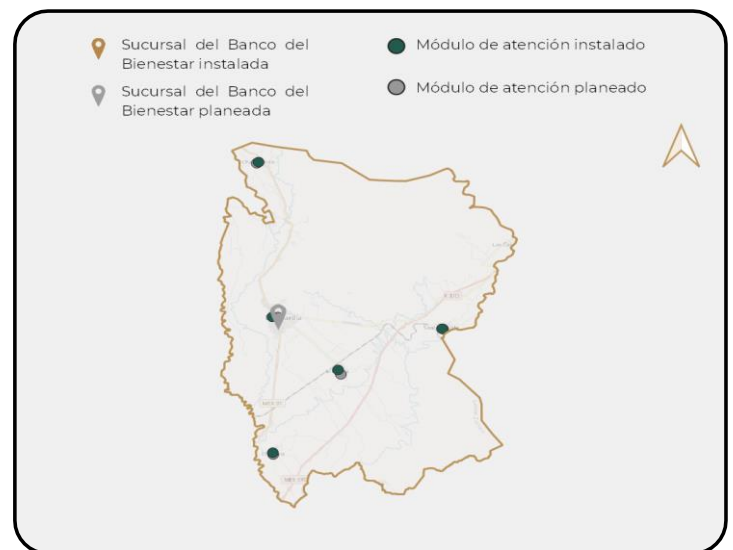 Sucursal del Banco del
Bienestar instalada
Sucursal del Banco del
Bienestar planeada
Módulo de atención instalado
Módulo de atención planeado